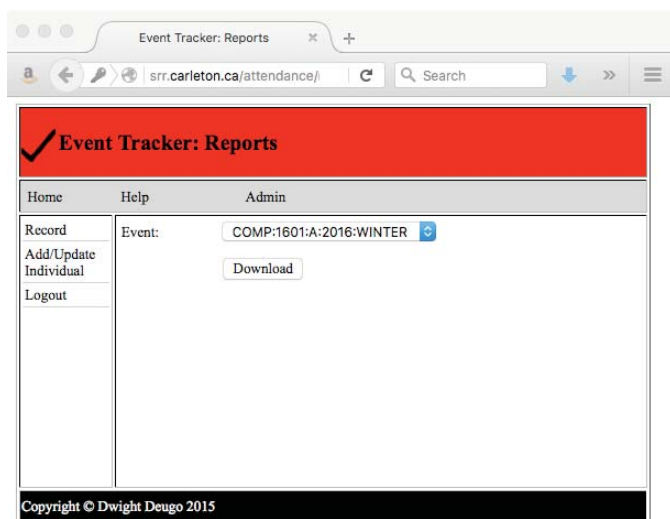 Event Tracker: Reports
srr.carleton.ca/attendance/
Search
Event Tracker: Reports
Home Help Admin
Record
Add/Update
Individual
Logout
Event: COMP:1601:A:2016:WINTER
Download
Copyright © Dwight Deugo 2015